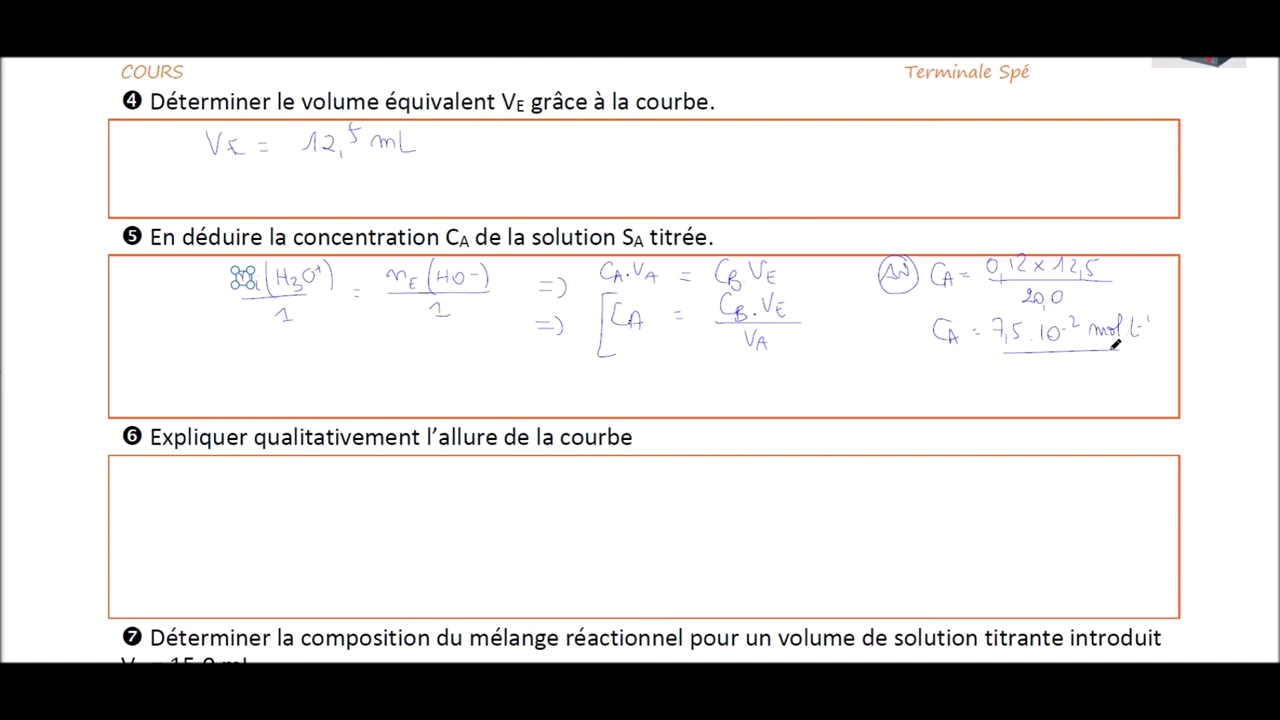 COURS Terminale Spé
❹ Déterminer le volume équivalent VE grâce à la courbe.
VE = 12,5 mL
❺ En déduire la concentration CA de la solution SA titrée.
(H3O+)/1 = nE(HO-)/1 => CA.VA = CB.VE
=> CA = CB.VE/VA
AN CA = 0,12 x 12,5/20,0
CA = 7,5.10-2 mol.L-1
❻ Expliquer qualitativement l’allure de la courbe
❼ Déterminer la composition du mélange réactionnel pour un volume de solution titrante introduit